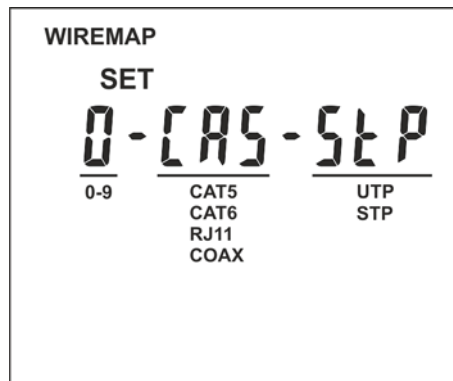 WIREMAP
SET
0-CA5-StP
0-9 CAT5 UTP
CAT6 STP
RJ11
COAX